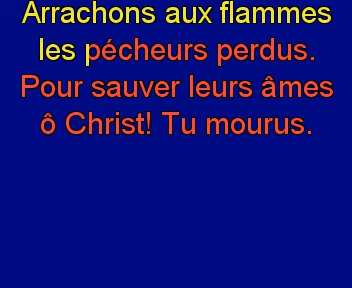 Arrachons aux flammes
les pécheurs perdus.
Pour sauver leurs âmes
ô Christ! Tu mourus.